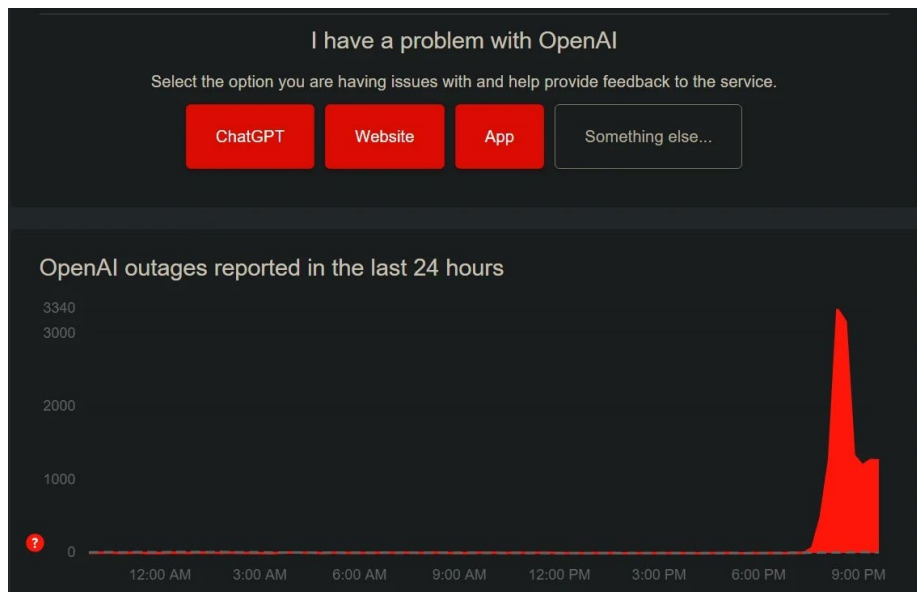 I have a problem with OpenAI
Select the option you are having issues with and help provide feedback to the service.
ChatGPT Website App Something else...
OpenAI outages reported in the last 24 hours
3340
3000
2000
1000
?
0
12:00 AM 3:00 AM 6:00 AM 9:00 AM 12:00 PM 3:00 PM 6:00 PM 9:00 PM